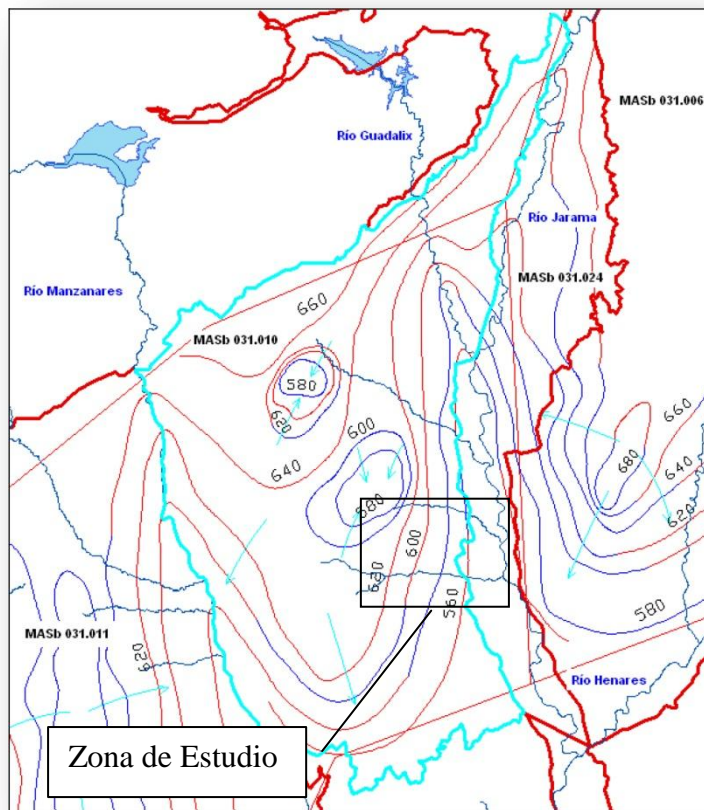 MASb 031.006
Río Guadalix
Río Jarama
MASb 031.024
Río Manzanares
660
MASb 031.010
580
620
600
640
660
680
640
580
620
600
620
560
580
MASb 031.011
620
Río Henares
Zona de Estudio